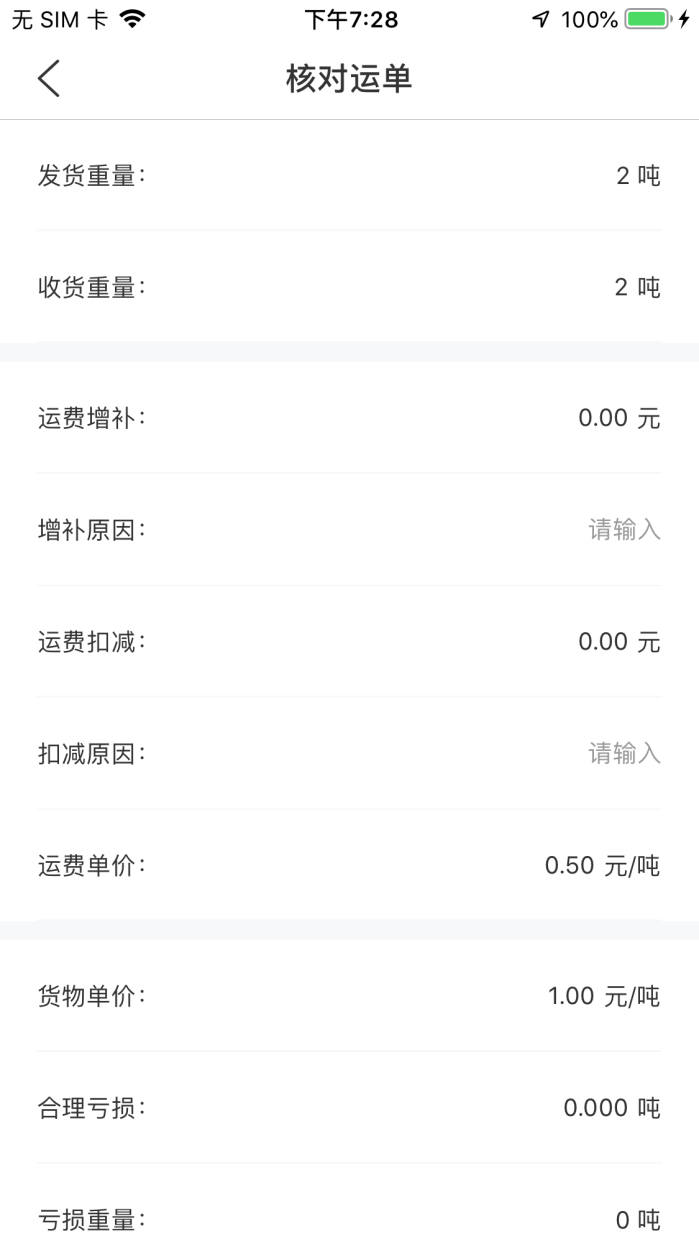 无 SIM 卡 下午7:28 100%
核对运单
发货重量: 2 吨
收货重量: 2 吨
运费增补: 0.00 元
增补原因: 请输入
运费扣减: 0.00 元
扣减原因: 请输入
运费单价: 0.50 元/吨
货物单价: 1.00 元/吨
合理亏损: 0.000 吨
亏损重量: 0 吨